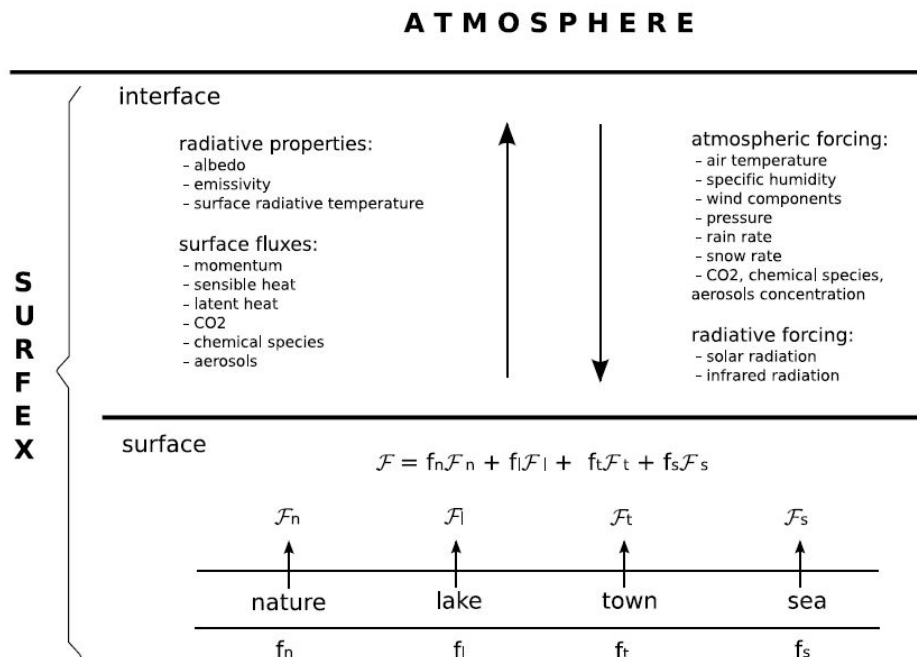 ATMOSPHERE
SURFEX
interface
radiative properties:
- albedo
- emissivity
- surface radiative temperature
surface fluxes:
- momentum
- sensible heat
- latent heat
- CO2
- chemical species
- aerosols
atmospheric forcing:
- air temperature
- specific humidity
- wind components
- pressure
- rain rate
- snow rate
- CO2, chemical species,
aerosols concentration
radiative forcing:
- solar radiation
- infrared radiation
surface
ℱ = fnℱn + flℱl + ftℱt + fsℱs
ℱn ℱl ℱt ℱs
nature lake town sea
fn fl ft fs